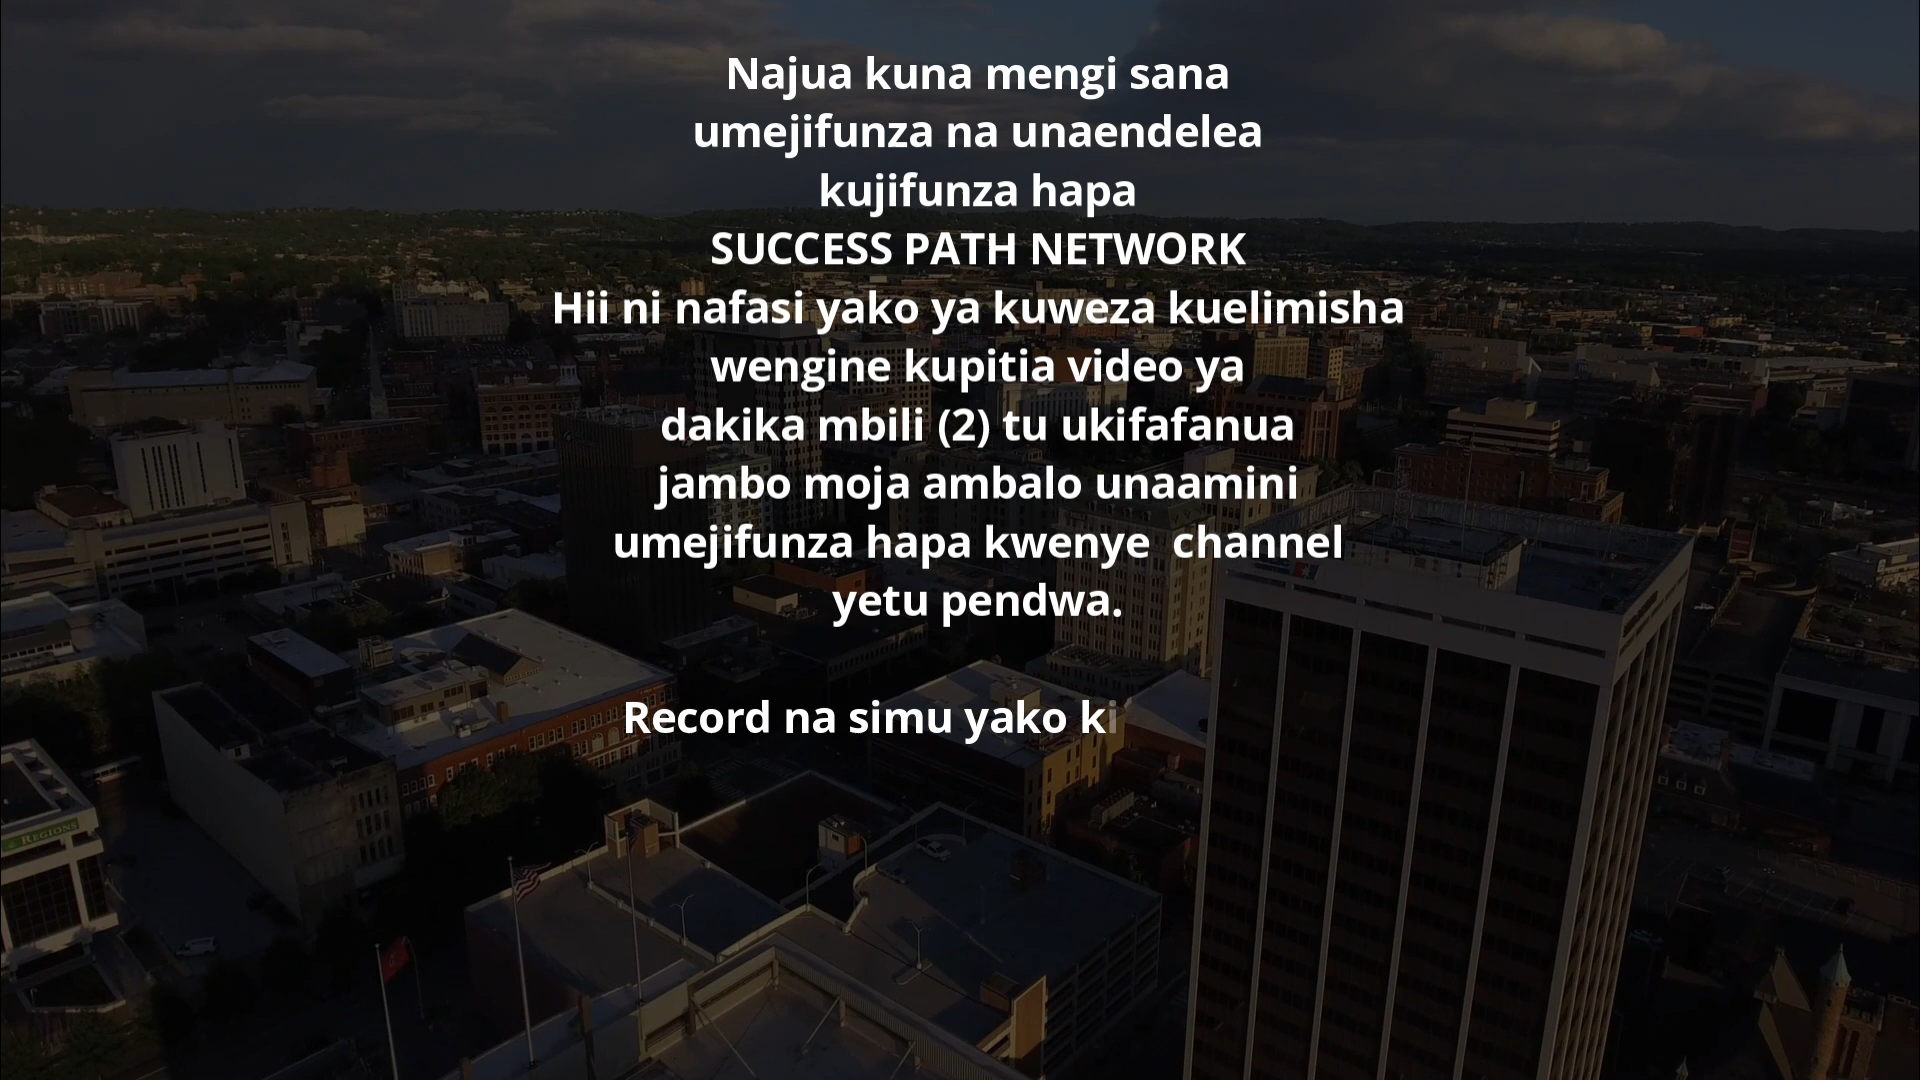 Najua kuna mengi sana
umejifunza na unaendelea
kujifunza hapa
SUCCESS PATH NETWORK
Hii ni nafasi yako ya kuweza kuelimisha
wengine kupitia video ya
dakika mbili (2) tu ukifafanua
jambo moja ambalo unaamini
umejifunza hapa kwenye  channel
yetu pendwa.
Record na simu yako ki
REGIONS